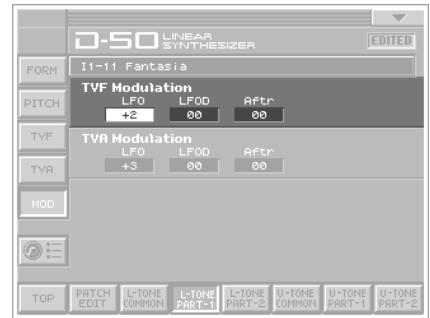 D-50 LINEAR SYNTHESIZER
EDITED
FORM
I1-11 Fantasia
PITCH
TVF Modulation
LFO LFOD Aftr
+2 00 00
TVF
TVA Modulation
LFO LFOD Aftr
TVA
+3 00 00
MOD
TOP
PATCH EDIT
L-TONE COMMON
L-TONE PART-1
L-TONE PART-2
U-TONE COMMON
U-TONE PART-1
U-TONE PART-2